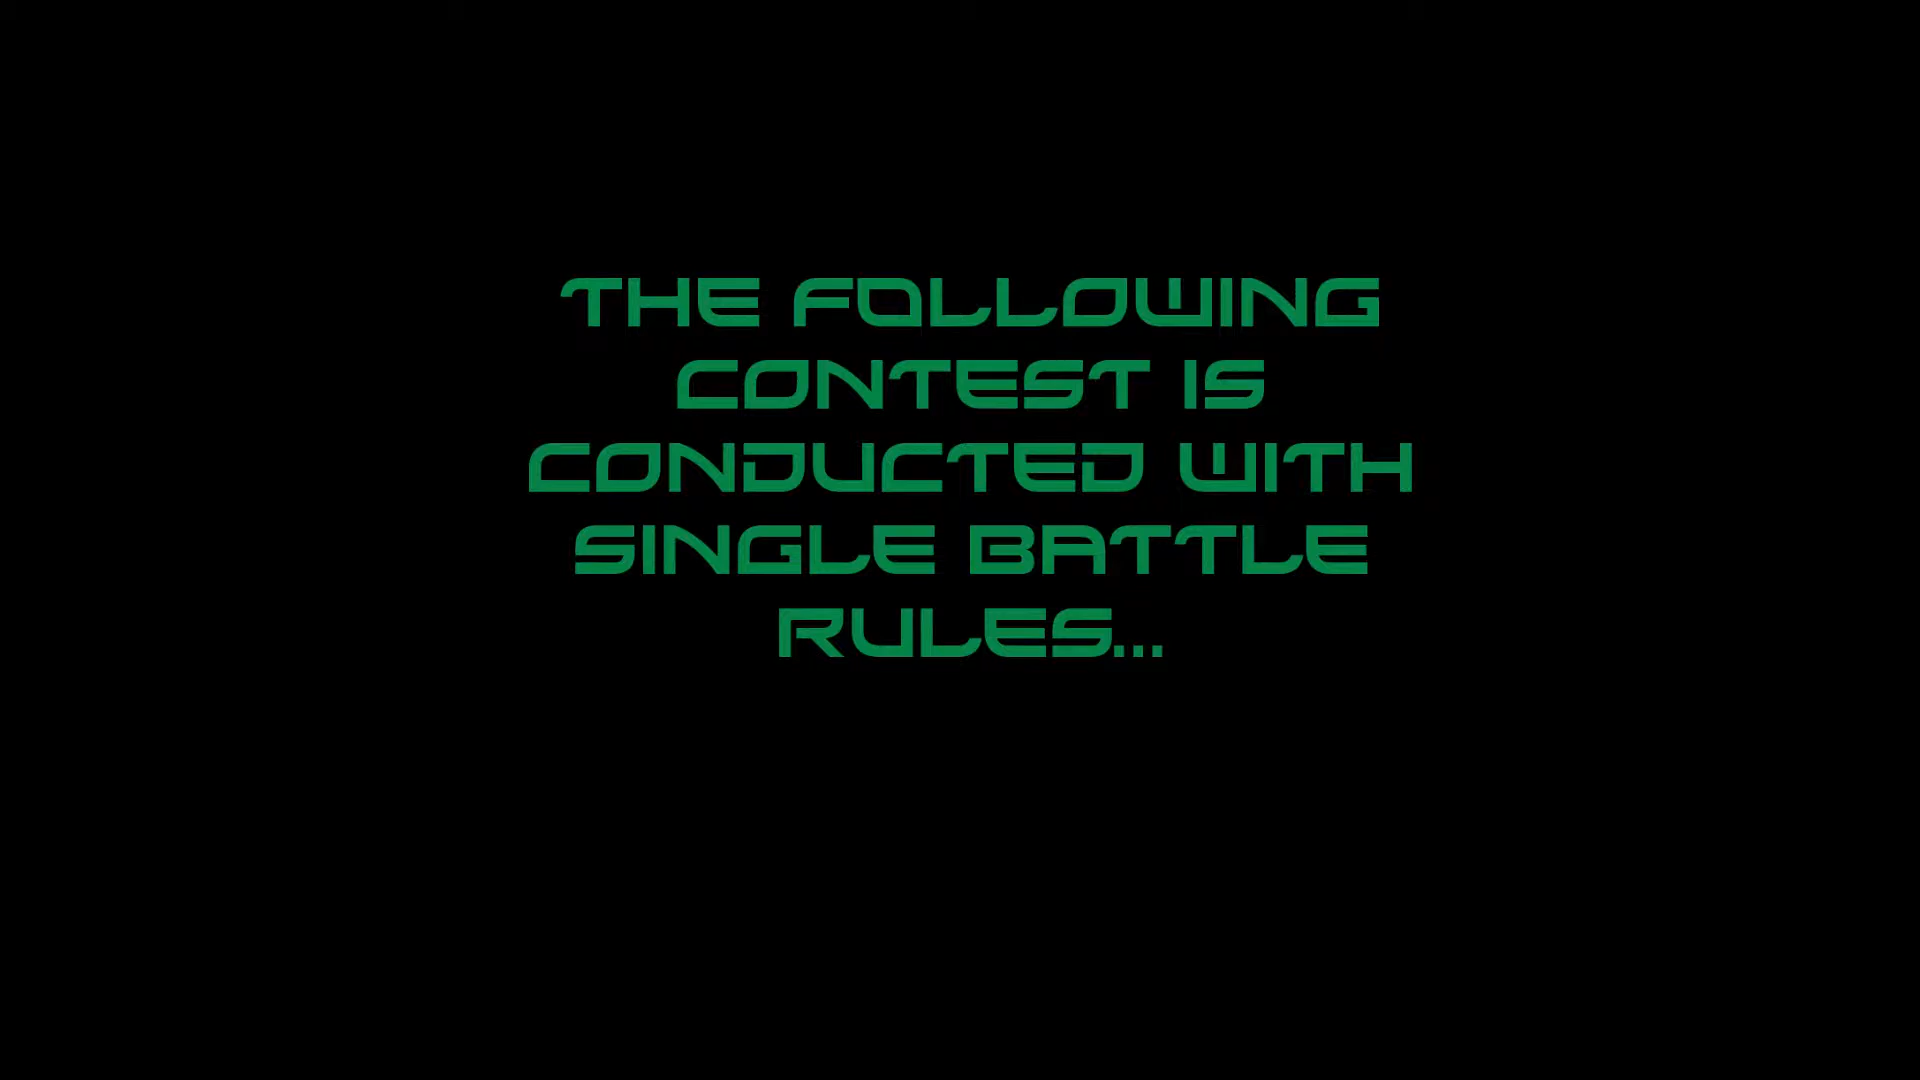 THE FOLLOWING
CONTEST IS
CONDUCTED WITH
SINGLE BATTLE
RULES...